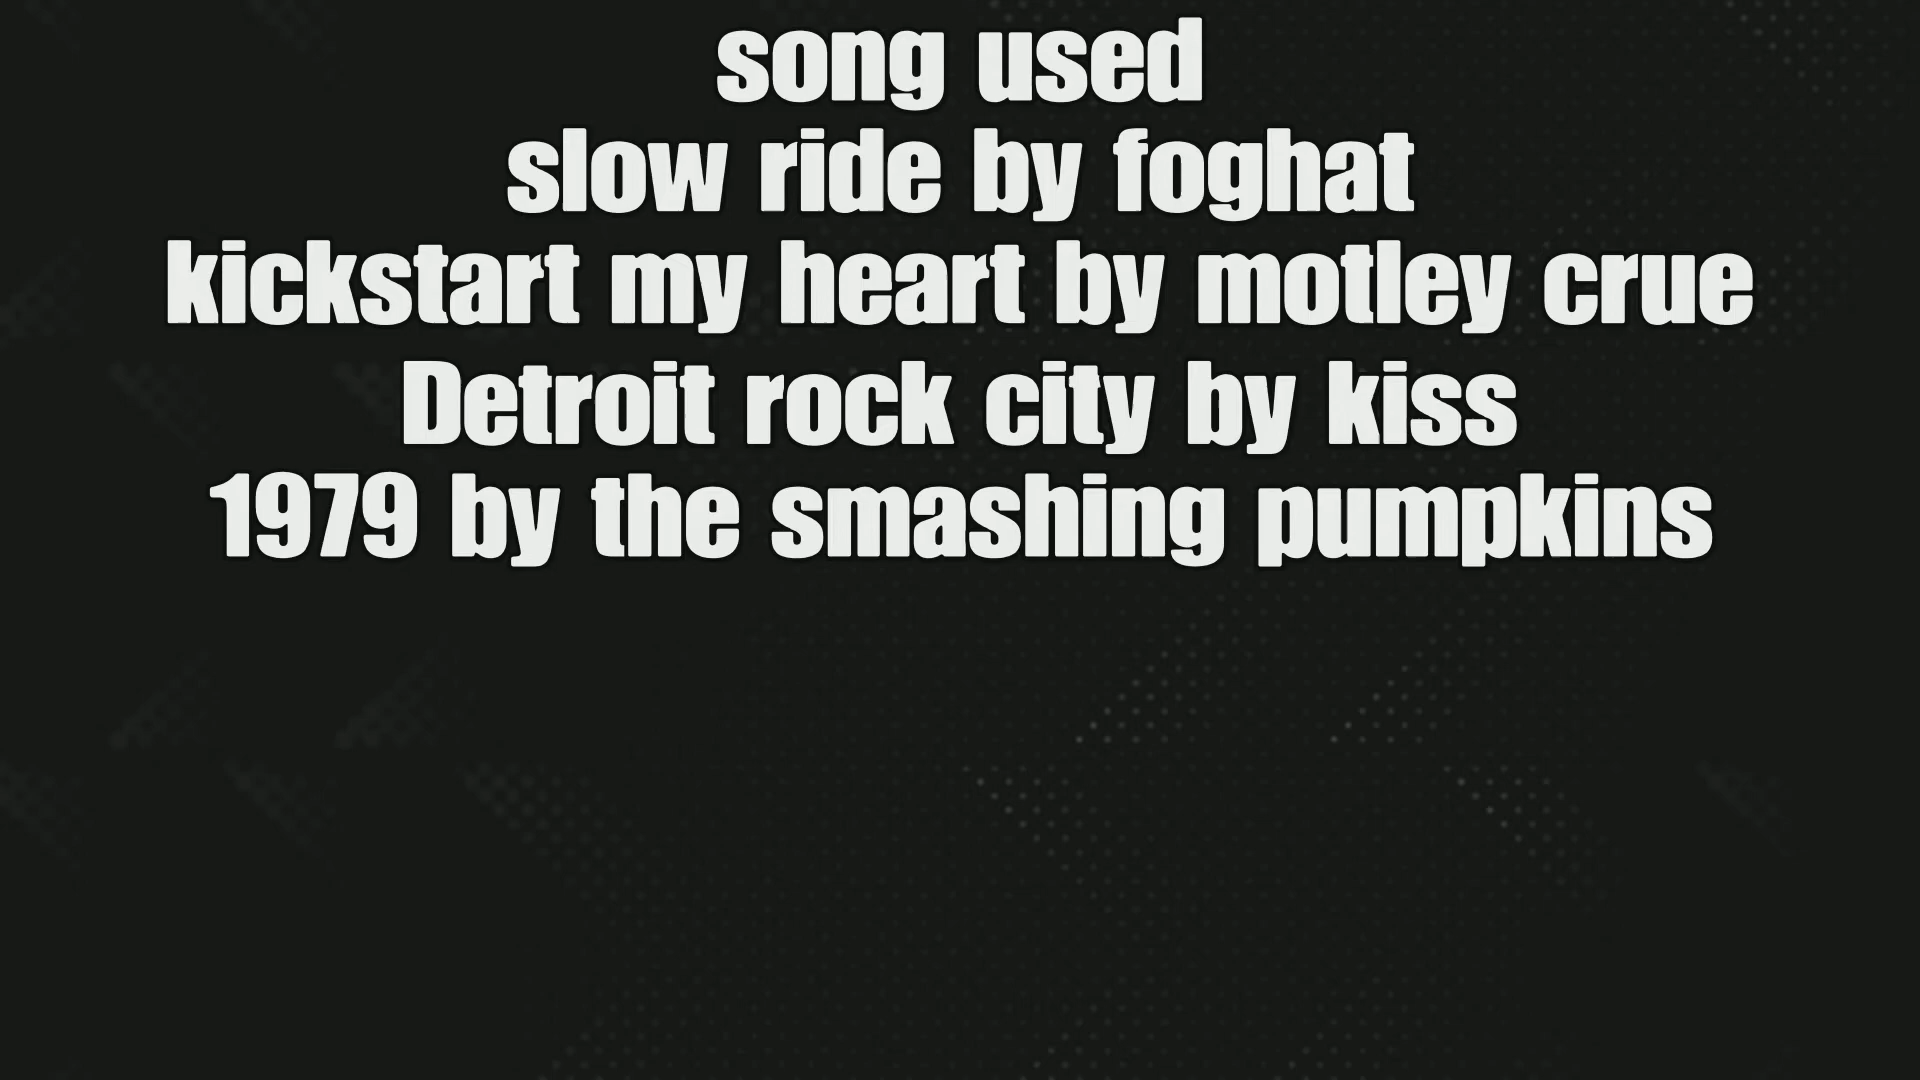 song used
slow ride by foghat
kickstart my heart by motley crue
Detroit rock city by kiss
1979 by the smashing pumpkins